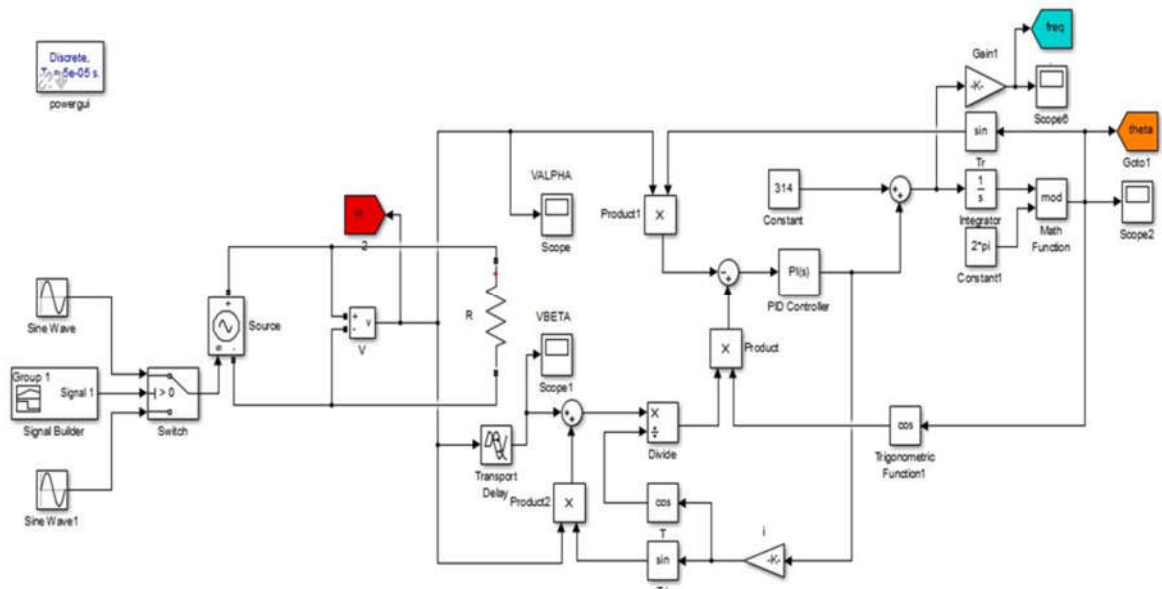 Discrete,
powergui
Sine Wave
Group 1
Signal 1
Signal Builder
Sine Wave1
> 0
Switch
+
-
Source
2
+
-
v
V
R
VALPHA
Scope
VBETA
Scope1
Transport
Delay
Product2
X
+
+
X
÷
Divide
cos
T
sin
-K-
i
Product1
X
-
+
X
Product
PI(s)
PID Controller
314
Constant
+
+
Gain1
-K-
freq
Scope6
sin
Tr
1
s
Integrator
2*pi
Constant1
mod
Math
Function
theta
Goto1
Scope2
cos
Trigonometric
Function1